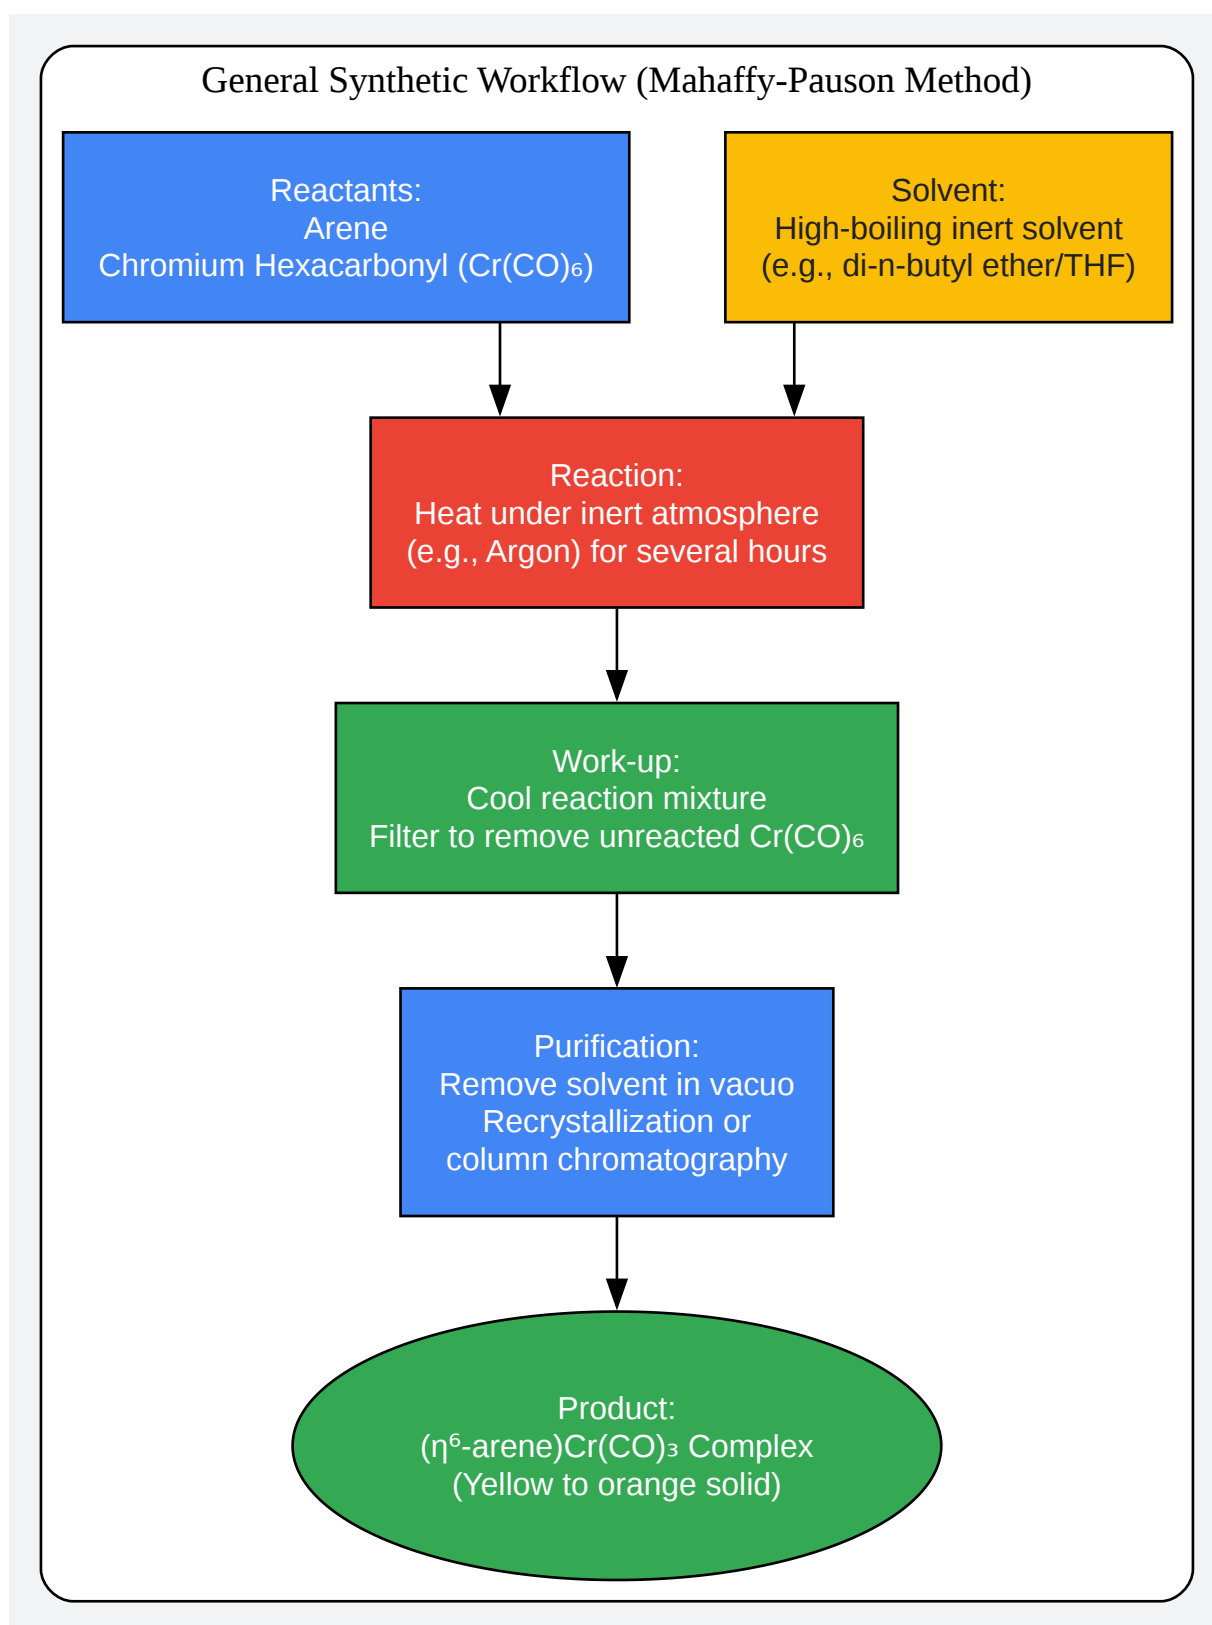 General Synthetic Workflow (Mahaffy-Pauson Method)
Reactants:
Arene
Chromium Hexacarbonyl (Cr(CO)₆)
Solvent:
High-boiling inert solvent
(e.g., di-n-butyl ether/THF)
Reaction:
Heat under inert atmosphere
(e.g., Argon) for several hours
Work-up:
Cool reaction mixture
Filter to remove unreacted Cr(CO)₆
Purification:
Remove solvent in vacuo
Recrystallization or
column chromatography
Product:
(η⁶-arene)Cr(CO)₃ Complex
(Yellow to orange solid)